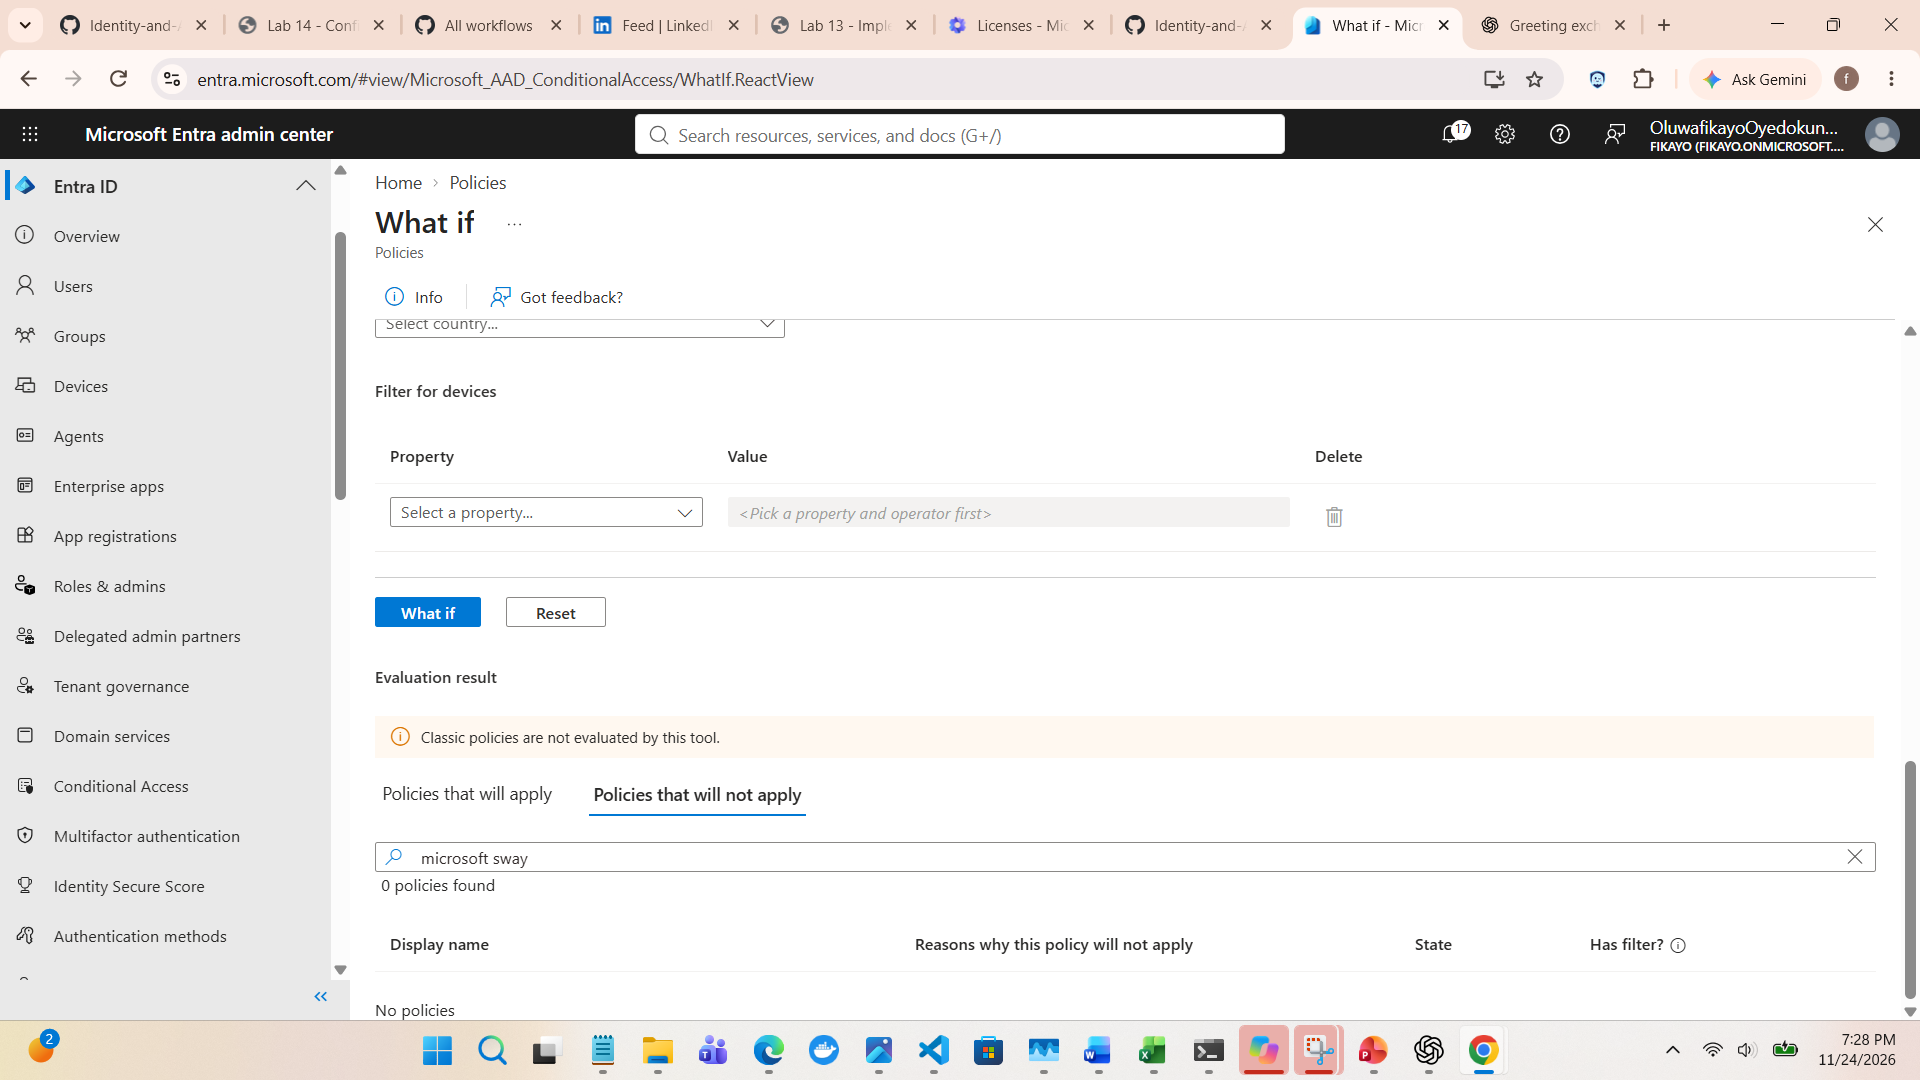 Identity-and-A
Lab 14 - Conf
All workflows
Feed | LinkedI
Lab 13 - Imple
Licenses - Mic
Identity-and-A
What if - Micr
Greeting exch
entra.microsoft.com/#view/Microsoft_AAD_ConditionalAccess/WhatIf.ReactView
Ask Gemini
f
Microsoft Entra admin center
Search resources, services, and docs (G+/)
17
OluwafikayoOyedokun...
FIKAYO (FIKAYO.ONMICROSOFT....
Entra ID
Overview
Users
Groups
Devices
Agents
Enterprise apps
App registrations
Roles & admins
Delegated admin partners
Tenant governance
Domain services
Conditional Access
Multifactor authentication
Identity Secure Score
Authentication methods
Home > Policies
What if ...
Policies
Info
Got feedback?
Select country...
Filter for devices
Property Value Delete
Select a property... <Pick a property and operator first>
What if Reset
Evaluation result
Classic policies are not evaluated by this tool.
Policies that will apply Policies that will not apply
microsoft sway
0 policies found
Display name Reasons why this policy will not apply State Has filter?
No policies
2
7:28 PM
11/24/2026